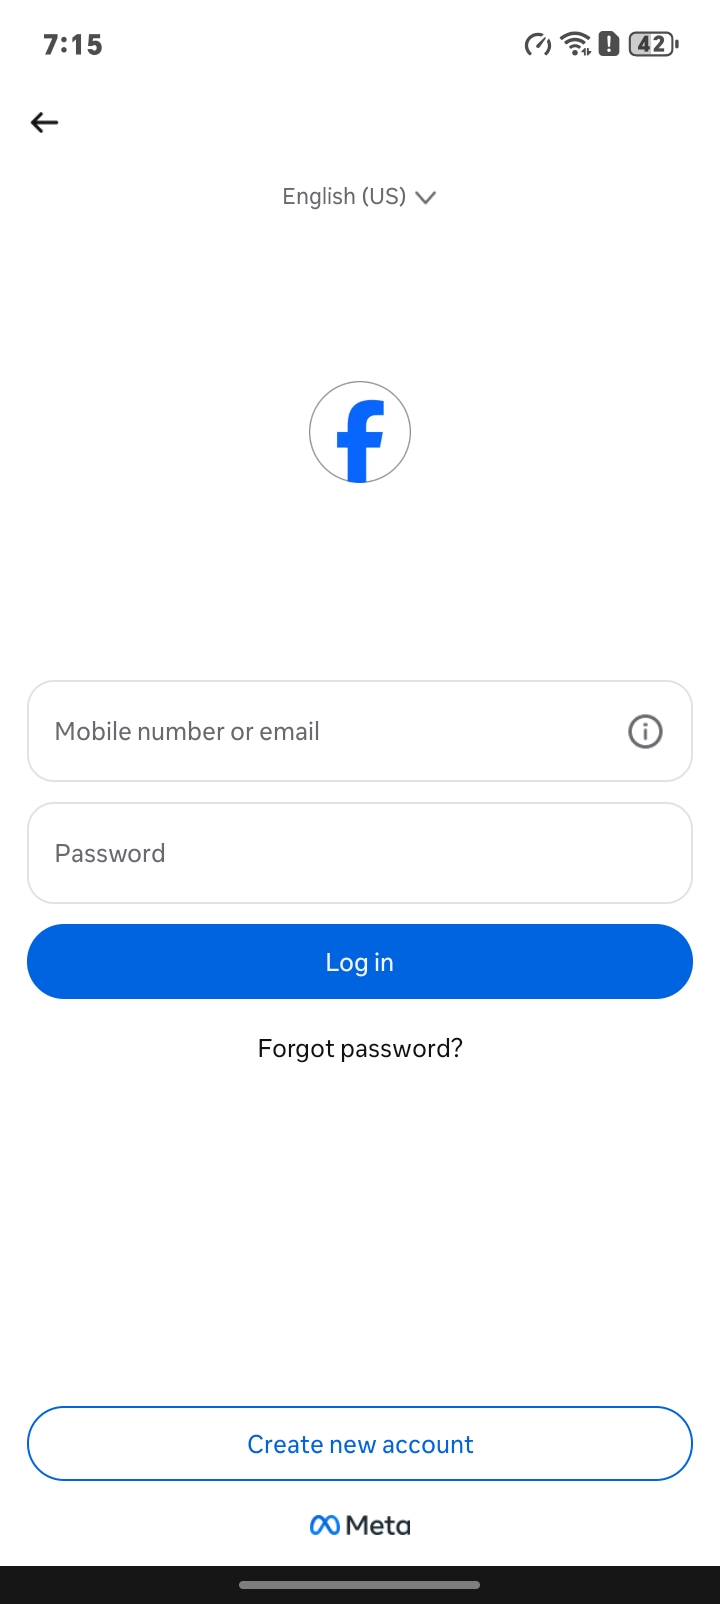 7:15
42
English (US)
Mobile number or email
Password
Log in
Forgot password?
Create new account
Meta